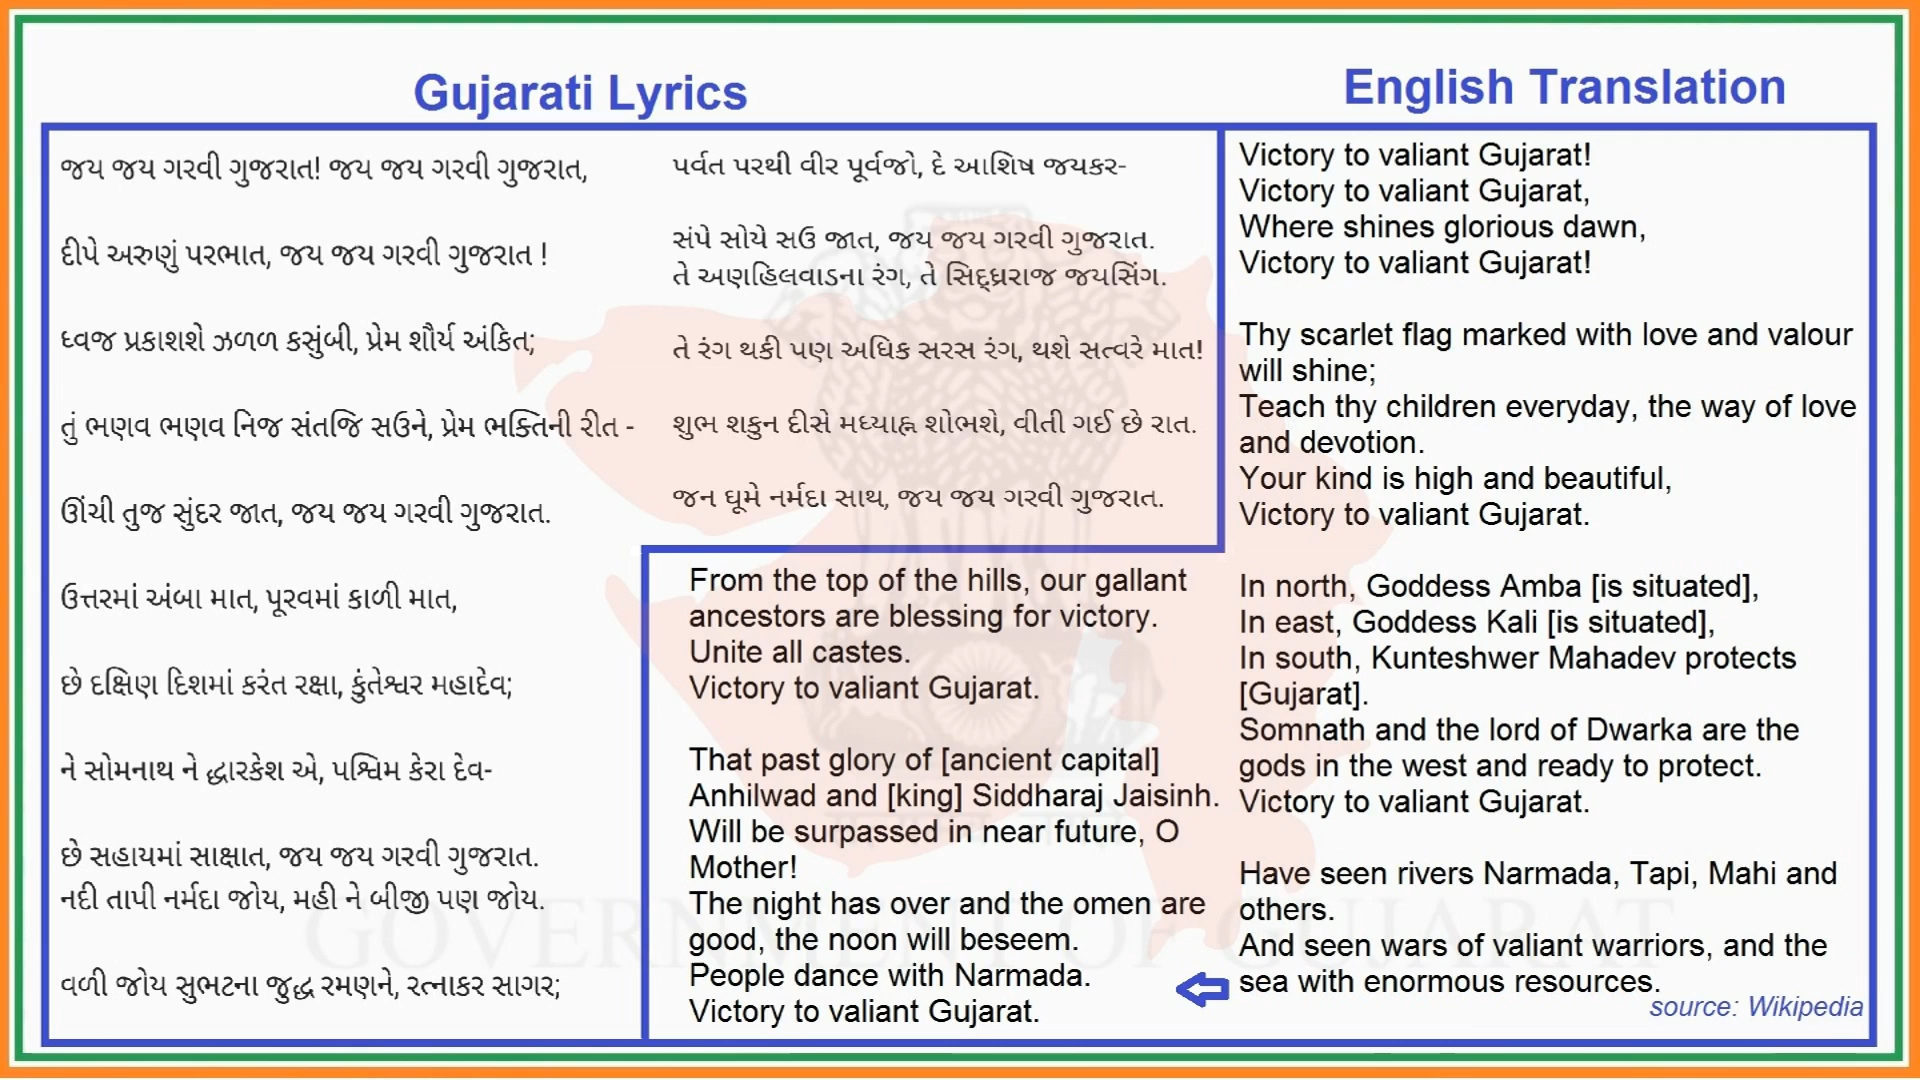 Gujarati Lyrics
જય જય ગરવી ગુજરાત! જય જય ગરવી ગુજરાત,
દીપે અરુણું પરભાત, જય જય ગરવી ગુજરાત !
ધ્વજ પ્રકાશશે ઝળળ કસુંબી, પ્રેમ શૌર્ય અંકિત;
તું ભણવ ભણવ નિજ સંતજિ સઉને, પ્રેમ ભક્તિની રીત -
ઊંચી તુજ સુંદર જાત, જય જય ગરવી ગુજરાત.
ઉત્તરમાં અંબા માત, પૂરવમાં કાળી માત,
છે દક્ષિણ દિશમાં કરંત રક્ષા, કુંતેશ્વર મહાદેવ;
ને સોમનાથ ને દ્વારકેશ એ, પશ્ચિમ કેરા દેવ-
છે સહાયમાં સાક્ષાત, જય જય ગરવી ગુજરાત.
નદી તાપી નર્મદા જોય, મહી ને બીજી પણ જોય.
વળી જોય સુભટના જુદ્ધ રમણને, રત્નાકર સાગર;
પર્વત પરથી વીર પૂર્વજો, દે આશિષ જયકર-
સંપે સોયે સઉ જાત, જય જય ગરવી ગુજરાત.
તે અણહિલવાડના રંગ, તે સિદ્ધ્રરાજ જયસિંગ.
તે રંગ થકી પણ અધિક સરસ રંગ, થશે સત્વરે માત!
શુભ શકુન દીસે મધ્યાહ્ન શોભશે, વીતી ગઈ છે રાત.
જન ઘૂમે નર્મદા સાથ, જય જય ગરવી ગુજરાત.
English Translation
Victory to valiant Gujarat!
Victory to valiant Gujarat,
Where shines glorious dawn,
Victory to valiant Gujarat!
Thy scarlet flag marked with love and valour
will shine;
Teach thy children everyday, the way of love
and devotion.
Your kind is high and beautiful,
Victory to valiant Gujarat.
In north, Goddess Amba [is situated],
In east, Goddess Kali [is situated],
In south, Kunteshwer Mahadev protects
[Gujarat].
Somnath and the lord of Dwarka are the
gods in the west and ready to protect.
Victory to valiant Gujarat.
Have seen rivers Narmada, Tapi, Mahi and
others.
And seen wars of valiant warriors, and the
sea with enormous resources.
source: Wikipedia
From the top of the hills, our gallant
ancestors are blessing for victory.
Unite all castes.
Victory to valiant Gujarat.
That past glory of [ancient capital]
Anhilwad and [king] Siddharaj Jaisinh.
Will be surpassed in near future, O
Mother!
The night has over and the omen are
good, the noon will beseem.
People dance with Narmada.
Victory to valiant Gujarat.
GOVERNMENT OF GUJARAT